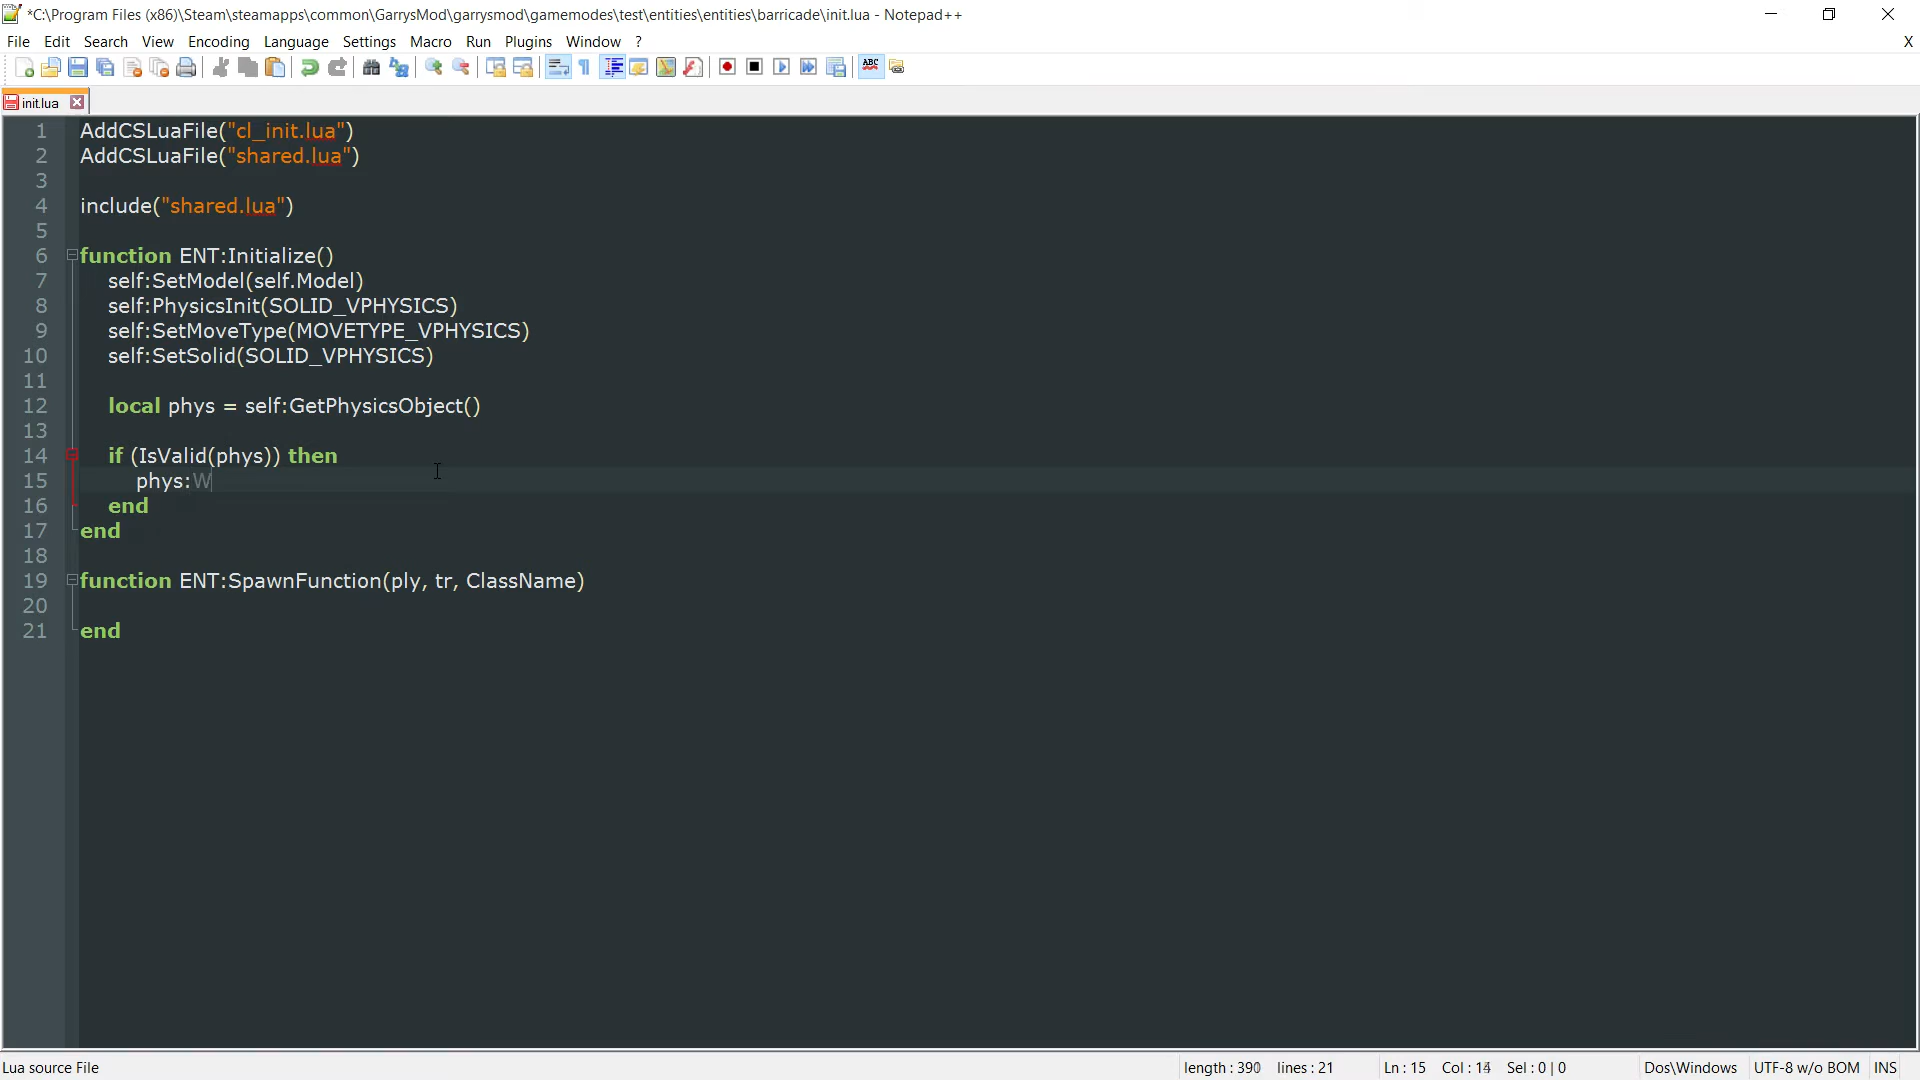 *C:\Program Files (x86)\Steam\steamapps\common\GarrysMod\garrysmod\gamemodes\test\entities\entities\barricade\init.lua - Notepad++
File Edit Search View Encoding Language Settings Macro Run Plugins Window ? X
ABC
init.lua
1 AddCSLuaFile("cl_init.lua")
2 AddCSLuaFile("shared.lua")
3
4 include("shared.lua")
5
6 function ENT:Initialize()
7 self:SetModel(self.Model)
8 self:PhysicsInit(SOLID_VPHYSICS)
9 self:SetMoveType(MOVETYPE_VPHYSICS)
10 self:SetSolid(SOLID_VPHYSICS)
11
12 local phys = self:GetPhysicsObject()
13
14 if (IsValid(phys)) then
15 phys:W
16 end
17 end
18
19 function ENT:SpawnFunction(ply, tr, ClassName)
20
21 end
Lua source File length : 390 lines : 21 Ln : 15 Col : 14 Sel : 0 | 0 Dos\Windows UTF-8 w/o BOM INS